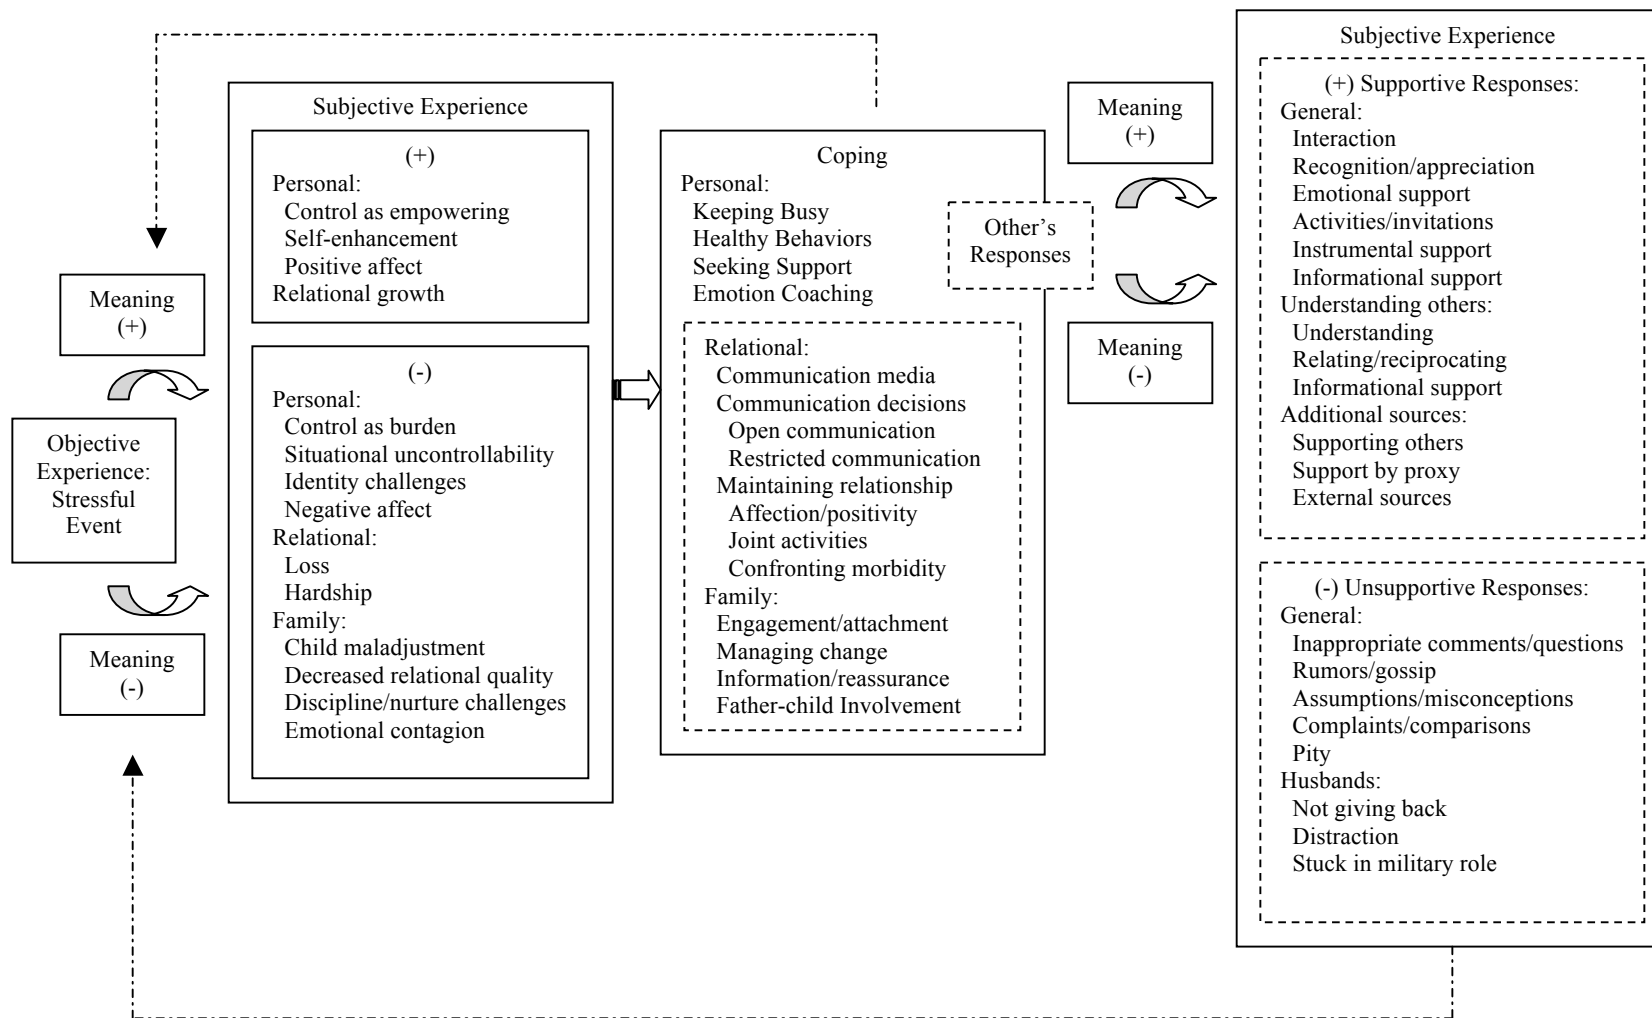 Subjective Experience
(+)
Personal:
Control as empowering
Self-enhancement
Positive affect
Relational growth
(-)
Personal:
Control as burden
Situational uncontrollability
Identity challenges
Negative affect
Relational:
Loss
Hardship
Family:
Child maladjustment
Decreased relational quality
Discipline/nurture challenges
Emotional contagion
Meaning
(+)
Objective
Experience:
Stressful
Event
Meaning
(-)
Coping
Personal:
Keeping Busy
Healthy Behaviors
Seeking Support
Emotion Coaching
Relational:
Communication media
Communication decisions
Open communication
Restricted communication
Maintaining relationship
Affection/positivity
Joint activities
Confronting morbidity
Family:
Engagement/attachment
Managing change
Information/reassurance
Father-child Involvement
Other’s
Responses
Meaning
(+)
Meaning
(-)
Subjective Experience
(+) Supportive Responses:
General:
Interaction
Recognition/appreciation
Emotional support
Activities/invitations
Instrumental support
Informational support
Understanding others:
Understanding
Relating/reciprocating
Informational support
Additional sources:
Supporting others
Support by proxy
External sources
(-) Unsupportive Responses:
General:
Inappropriate comments/questions
Rumors/gossip
Assumptions/misconceptions
Complaints/comparisons
Pity
Husbands:
Not giving back
Distraction
Stuck in military role